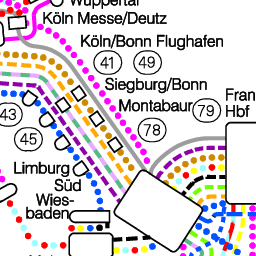 Wuppertal
Köln Messe/Deutz
Köln/Bonn Flughafen
41 49
Siegburg/Bonn
Montabaur
79
Fran
Hbf
78
43
45
Limburg
Süd
Wies-
baden